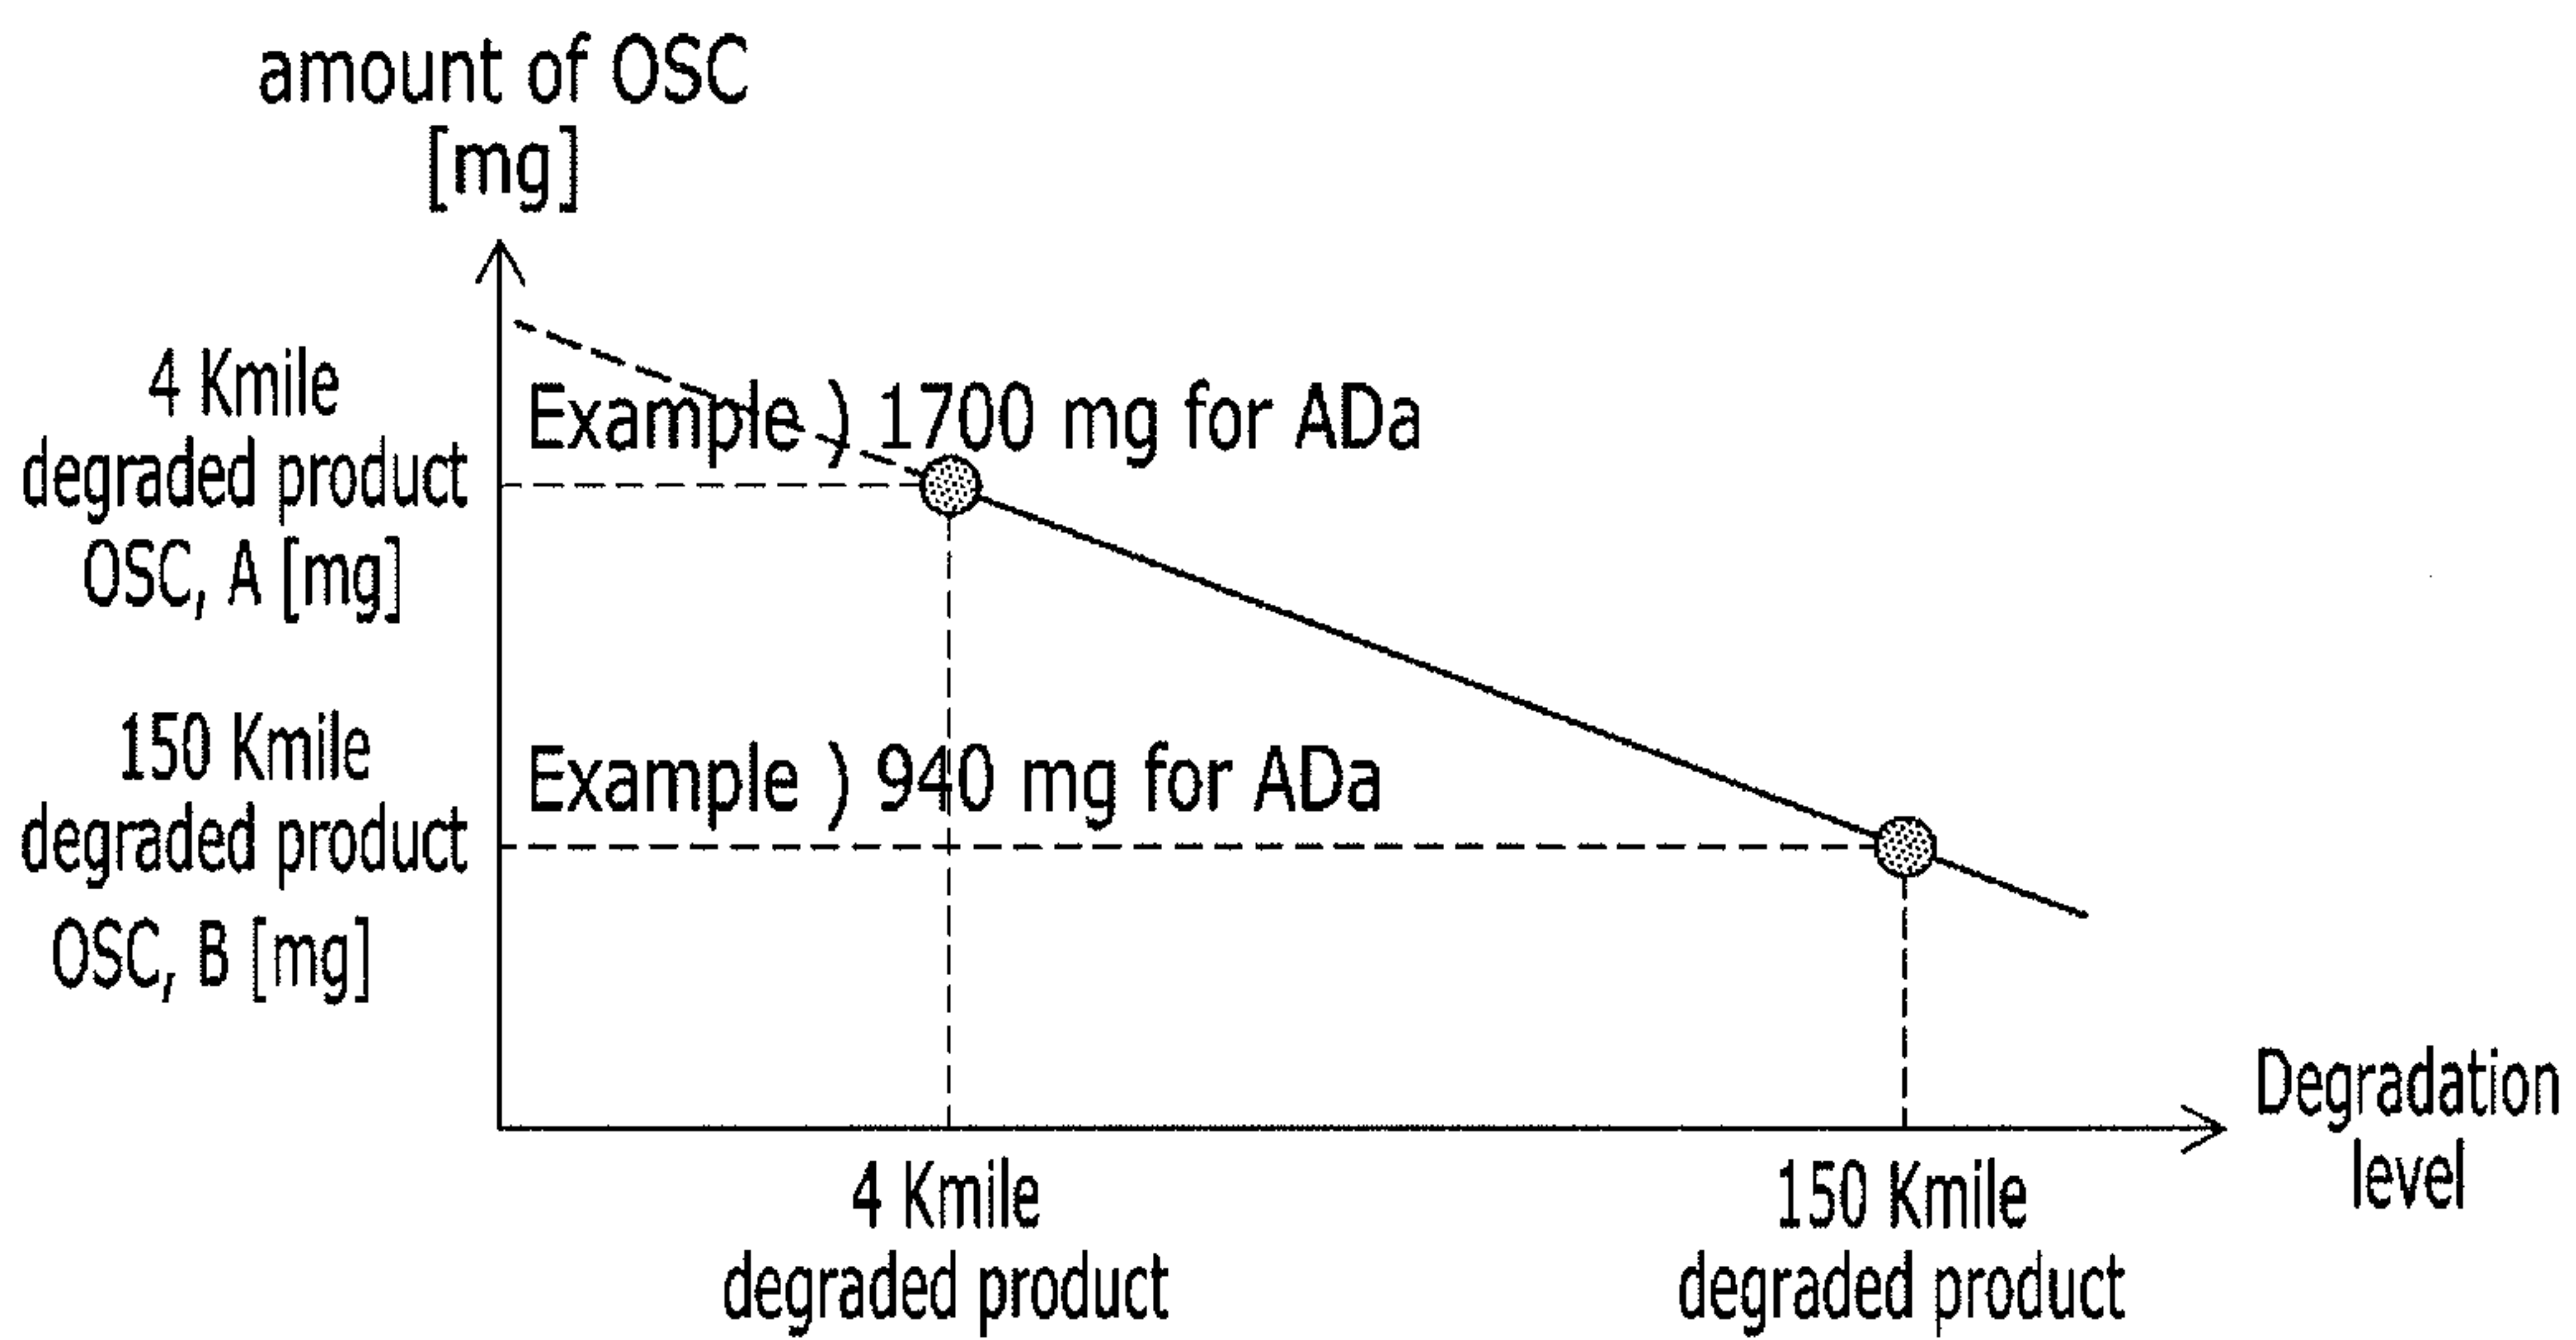 amount of OSC
[mg]
4 Kmile
degraded product
OSC, A [mg]
Example ) 1700 mg for ADa
150 Kmile
degraded product
OSC, B [mg]
Example ) 940 mg for ADa
Degradation
level
4 Kmile
degraded product
150 Kmile
degraded product